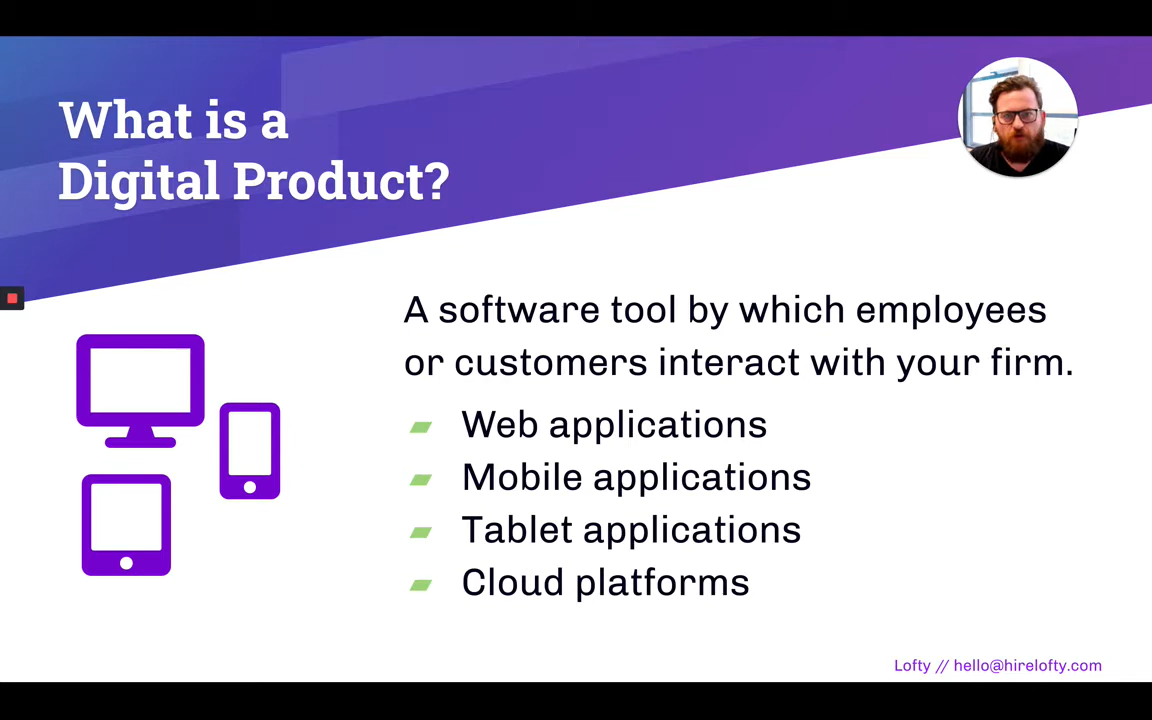 What is a
Digital Product?
A software tool by which employees
or customers interact with your firm.
Web applications
Mobile applications
Tablet applications
Cloud platforms
Lofty // hello@hirelofty.com